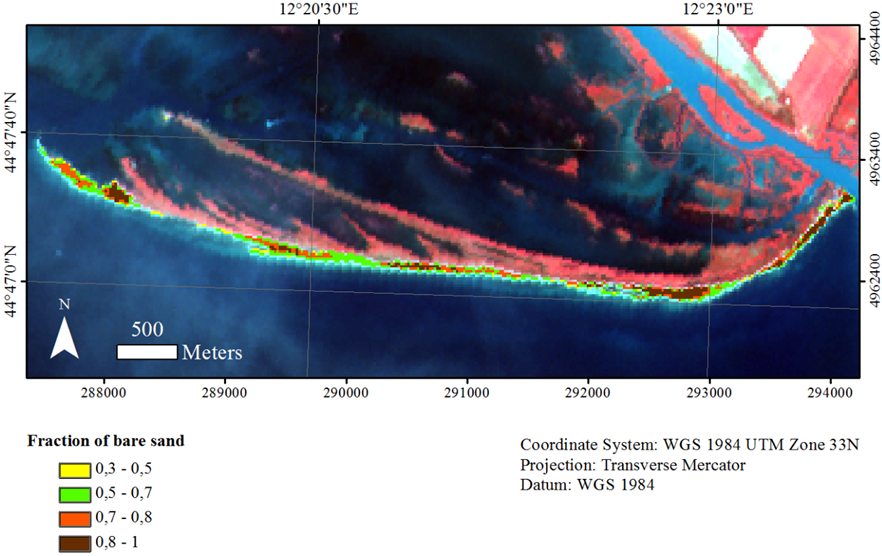 12°20'30"E 12°23'0"E
4964400
44°47'40"N
4963400
44°47'0"N
4962400
N
500
Meters
288000 289000 290000 291000 292000 293000 294000
Fraction of bare sand
0,3 - 0,5
0,5 - 0,7
0,7 - 0,8
0,8 - 1
Coordinate System: WGS 1984 UTM Zone 33N
Projection: Transverse Mercator
Datum: WGS 1984